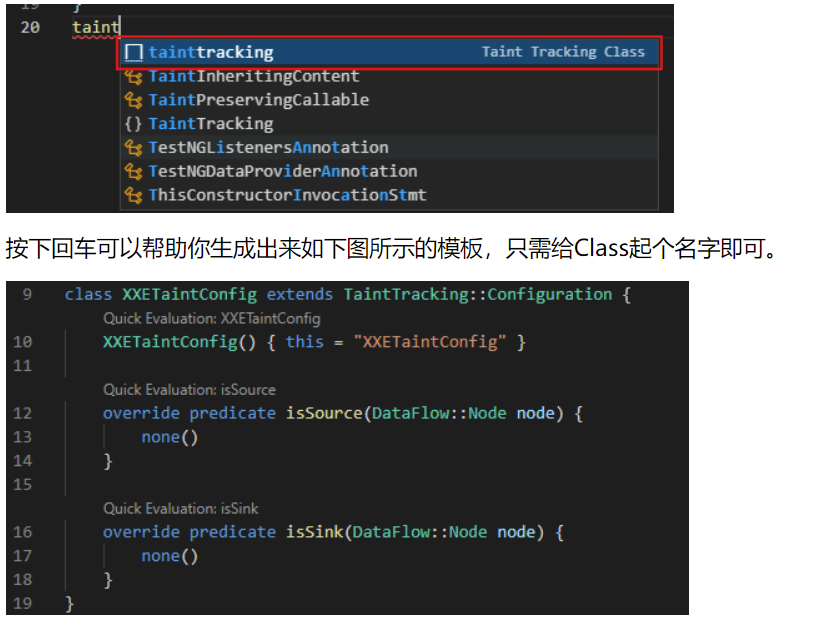 19 }
20 taint
tainttracking Taint Tracking Class
TaintInheritingContent
TaintPreservingCallable
{} TaintTracking
TestNGListenersAnnotation
TestNGDataProviderAnnotation
ThisConstructorInvocationStmt
按下回车可以帮助你生成出来如下图所示的模板，只需给Class起个名字即可。
9 class XXETaintConfig extends TaintTracking::Configuration {
Quick Evaluation: XXETaintConfig
10 XXETaintConfig() { this = "XXETaintConfig" }
11
Quick Evaluation: isSource
12 override predicate isSource(DataFlow::Node node) {
13 none()
14 }
15
Quick Evaluation: isSink
16 override predicate isSink(DataFlow::Node node) {
17 none()
18 }
19 }